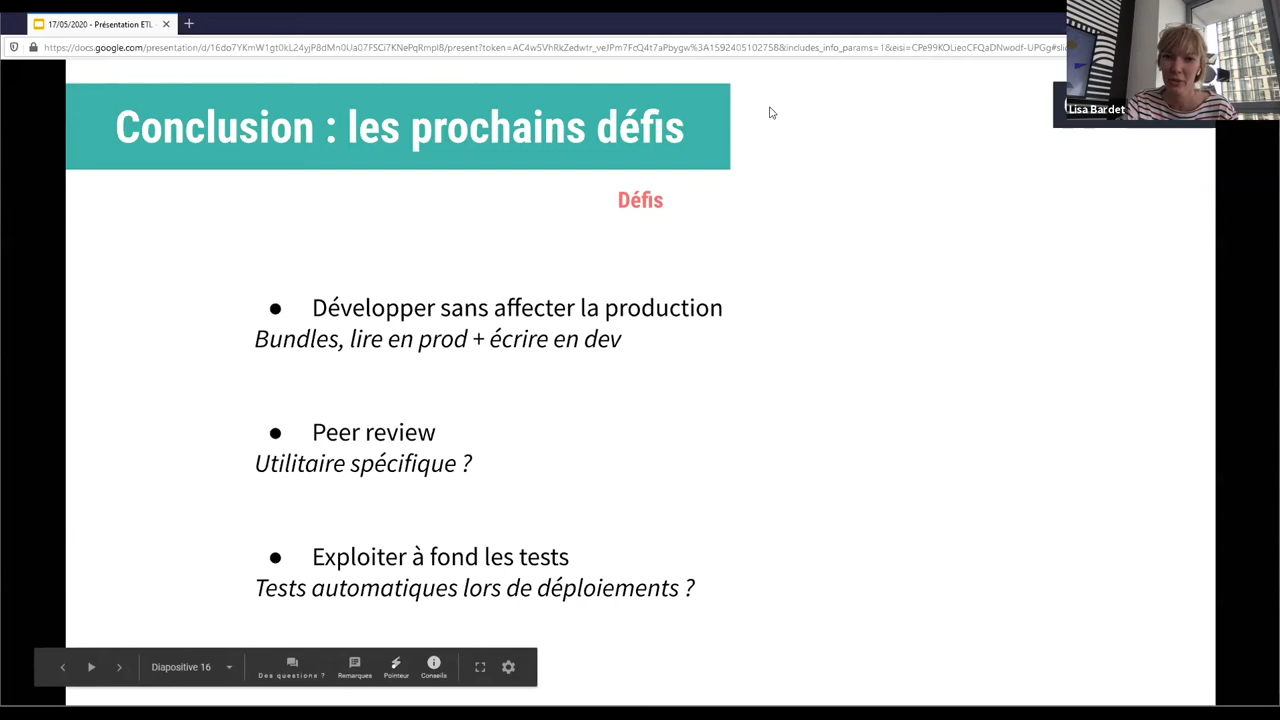 17/05/2020 - Présentation ETL
https://docs.google.com/presentation/d/16do7YKmW1gt0kL24yjP8dMn0Ua07FSCi7KNePqRmpI8/present?token=AC4w5VhRkZedwtr_veJPm7FcQ4t7aPbygw%3A1592405102758&includes_info_params=1&eisi=CPe99KOLieoCFQaDNwodf-UPGg#slid
Lisa Bardet
Conclusion : les prochains défis
Défis
● Développer sans affecter la production
Bundles, lire en prod + écrire en dev
● Peer review
Utilitaire spécifique ?
● Exploiter à fond les tests
Tests automatiques lors de déploiements ?
Diapositive 16
Des questions ?
Remarques
Pointeur
Conseils